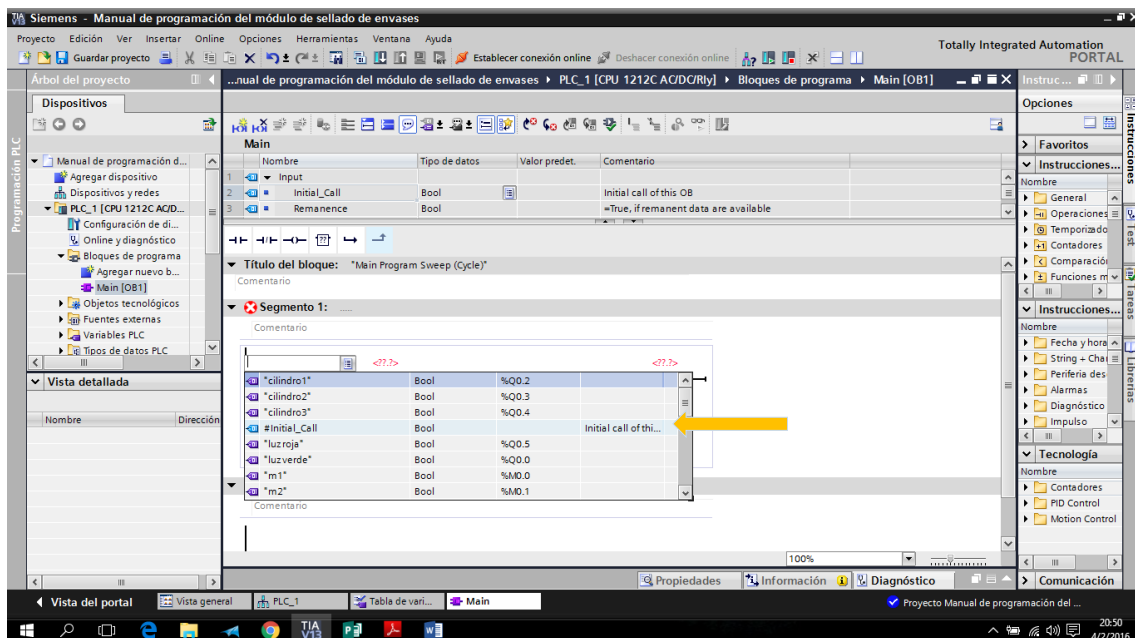 Siemens - Manual de programación del módulo de sellado de envases
Proyecto Edición Ver Insertar Online Opciones Herramientas Ventana Ayuda
Totally Integrated Automation
PORTAL
Guardar proyecto
Establecer conexión online
Deshacer conexión online
Árbol del proyecto
...nual de programación del módulo de sellado de envases PLC_1 [CPU 1212C AC/DC/Rly] Bloques de programa Main [OB1]
Instruc...
Dispositivos
Opciones
Programación PLC
Manual de programación d...
Agregar dispositivo
Dispositivos y redes
PLC_1 [CPU 1212C AC/D...
Configuración de di...
Online y diagnóstico
Bloques de programa
Agregar nuevo b...
Main [OB1]
Objetos tecnológicos
Fuentes externas
Variables PLC
Tipos de datos PLC
Vista detallada
Nombre Dirección
Main
Nombre Tipo de datos Valor predet. Comentario
1 Input
2 Initial_Call Bool Initial call of this OB
3 Remanence Bool =True, if remanent data are available
Título del bloque: "Main Program Sweep (Cycle)"
Comentario
Segmento 1: .....
Comentario
<??.?> <??.?>
"cilindro1" Bool %Q0.2
"cilindro2" Bool %Q0.3
"cilindro3" Bool %Q0.4
#Initial_Call Bool Initial call of thi...
"luzroja" Bool %Q0.5
"luzverde" Bool %Q0.0
"m1" Bool %M0.0
"m2" Bool %M0.1
Comentario
100%
Propiedades Información Diagnóstico
Favoritos
Instrucciones...
Nombre
General
Operaciones
Temporizado
Contadores
Comparació
Funciones m
Instrucciones...
Nombre
Fecha y hora
String + Char
Periferia des
Alarmas
Diagnóstico
Impulso
Tecnología
Nombre
Contadores
PID Control
Motion Control
Comunicación
Instrucciones
Test
Tareas
Librerías
Vista del portal Vista general PLC_1 Tabla de vari... Main
Proyecto Manual de programación del ...
TIA V13
20:50
4/2/2016